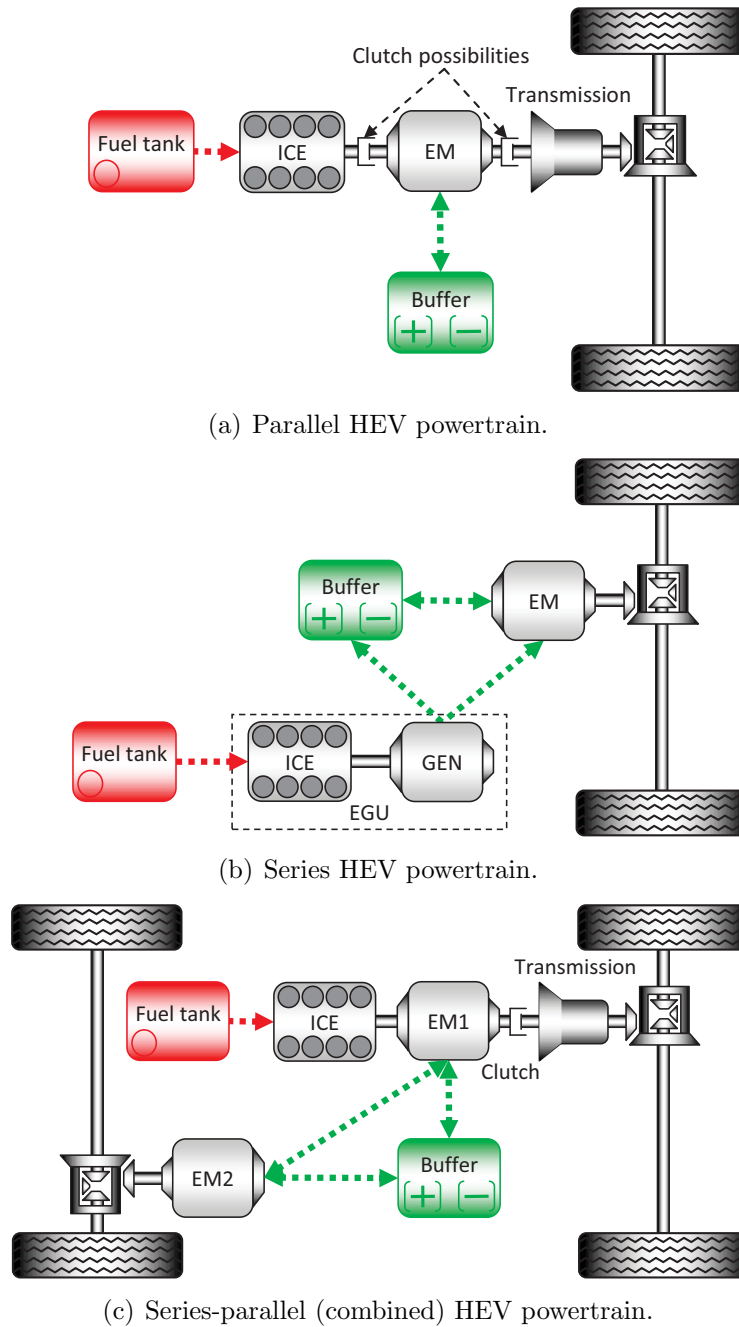 Clutch possibilities
Transmission
Fuel tank
ICE
EM
Buffer
+ −
(a) Parallel HEV powertrain.
Buffer
+ −
EM
Fuel tank
ICE
GEN
EGU
(b) Series HEV powertrain.
Transmission
Fuel tank
ICE
EM1
Clutch
EM2
Buffer
+ −
(c) Series-parallel (combined) HEV powertrain.